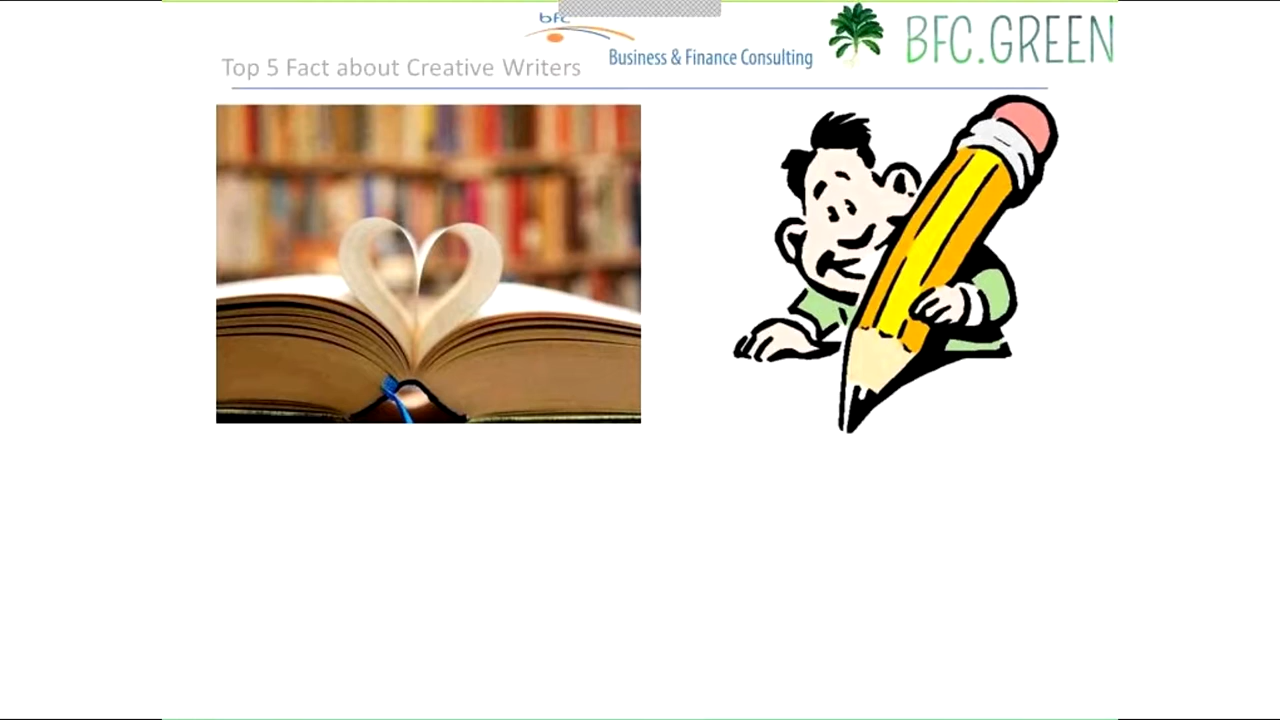 bfc
BFC.GREEN
Business & Finance Consulting
Top 5 Fact about Creative Writers